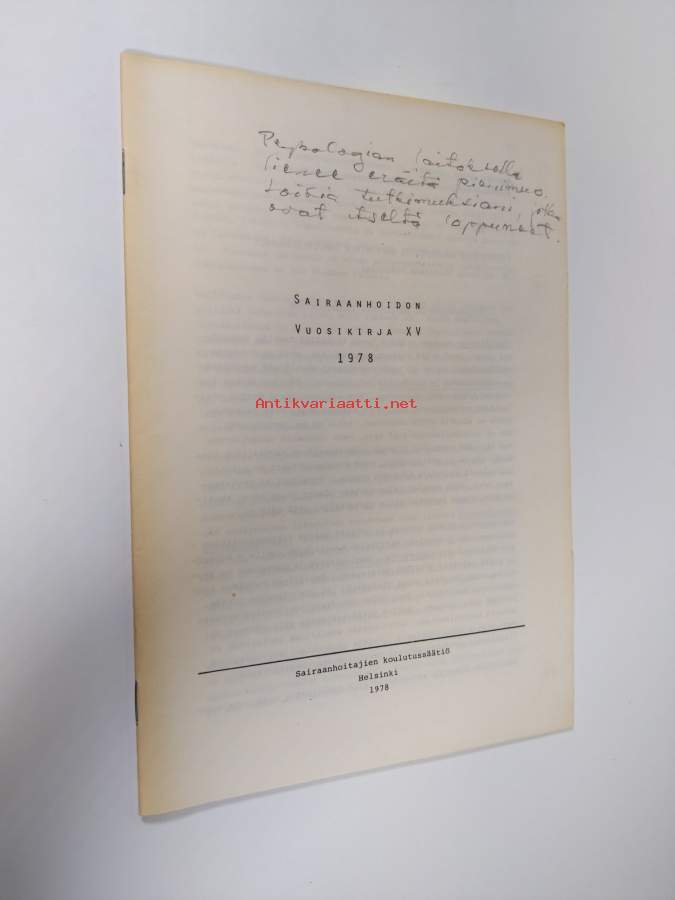 Psykologian laitoksella
lienee eräitä pienimuo
toisia tutkimuksiani, jotka
ovat itseltä loppuneet.
SAIRAANHOIDON
VUOSIKIRJA XV
1978
Antikvariaatti.net
Sairaanhoitajien koulutussäätiö
Helsinki
1978